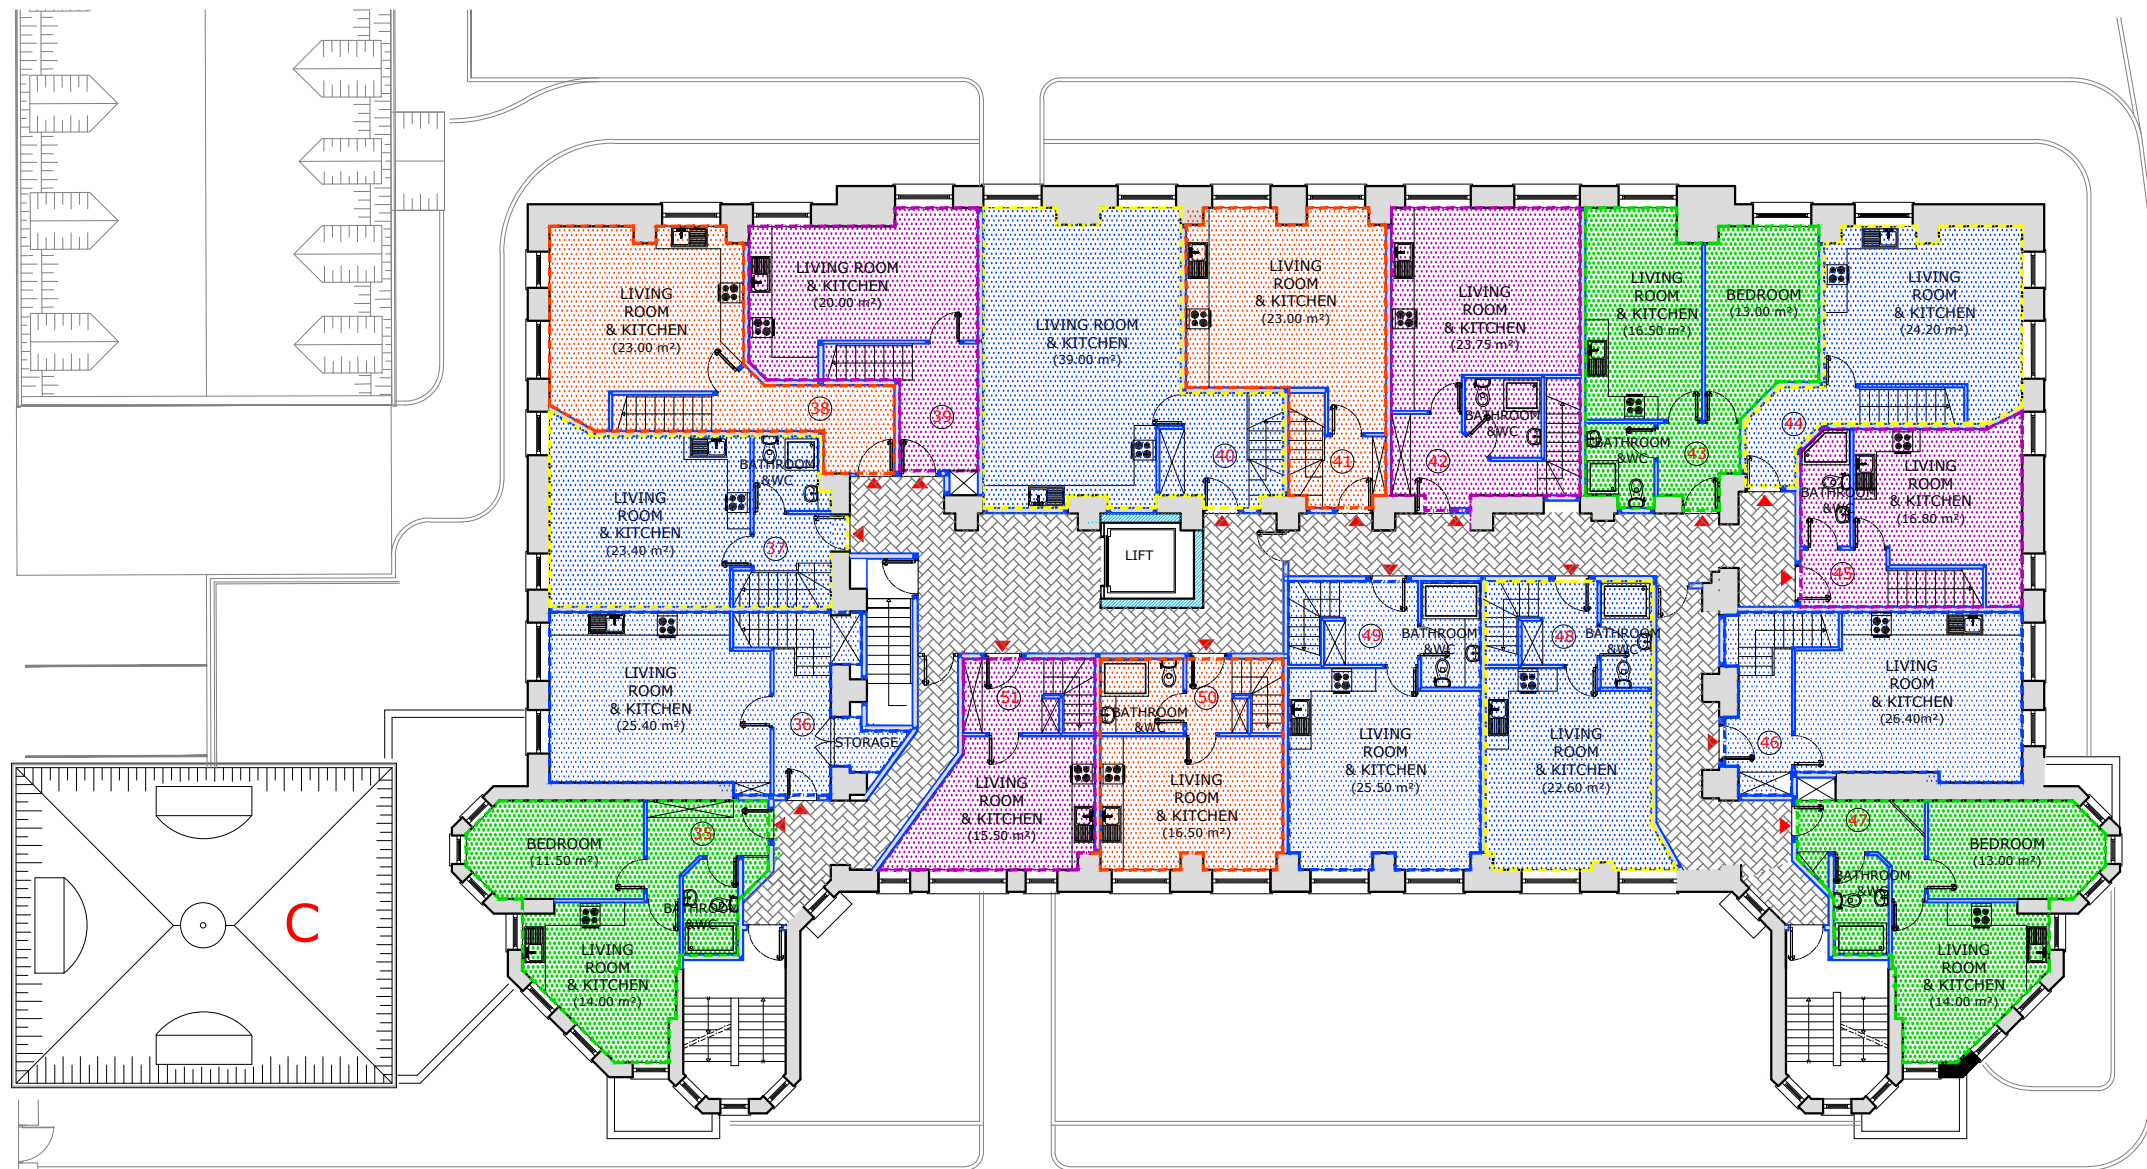 LIVING ROOM
& KITCHEN
(20.00 m²)
LIVING
ROOM
& KITCHEN
(23.00 m²)
38
39
LIVING ROOM
& KITCHEN
(39.00 m²)
40
LIVING
ROOM
& KITCHEN
(23.00 m²)
41
LIVING
ROOM
& KITCHEN
(23.75 m²)
BATHROOM
&WC
42
LIVING
ROOM
& KITCHEN
(16.50 m²)
BEDROOM
(13.00 m²)
BATHROOM
&WC
43
LIVING
ROOM
& KITCHEN
(24.20 m²)
44
LIVING
ROOM
& KITCHEN
(16.80 m²)
BATHROOM
&WC
45
BATHROOM
&WC
LIVING
ROOM
& KITCHEN
(23.40 m²)
37
LIFT
LIVING
ROOM
& KITCHEN
(25.40 m²)
36
STORAGE
51
LIVING
ROOM
& KITCHEN
(15.50 m²)
50
BATHROOM
&WC
LIVING
ROOM
& KITCHEN
(16.50 m²)
49
BATHROOM
&WC
LIVING
ROOM
& KITCHEN
(25.50 m²)
48
BATHROOM
&WC
LIVING
ROOM
& KITCHEN
(22.60 m²)
LIVING
ROOM
& KITCHEN
(26.40m²)
46
BEDROOM
(11.50 m²)
35
BATHROOM
&WC
LIVING
ROOM
& KITCHEN
(14.00 m²)
47
BEDROOM
(13.00 m²)
BATHROOM
&WC
LIVING
ROOM
& KITCHEN
(14.00 m²)
C